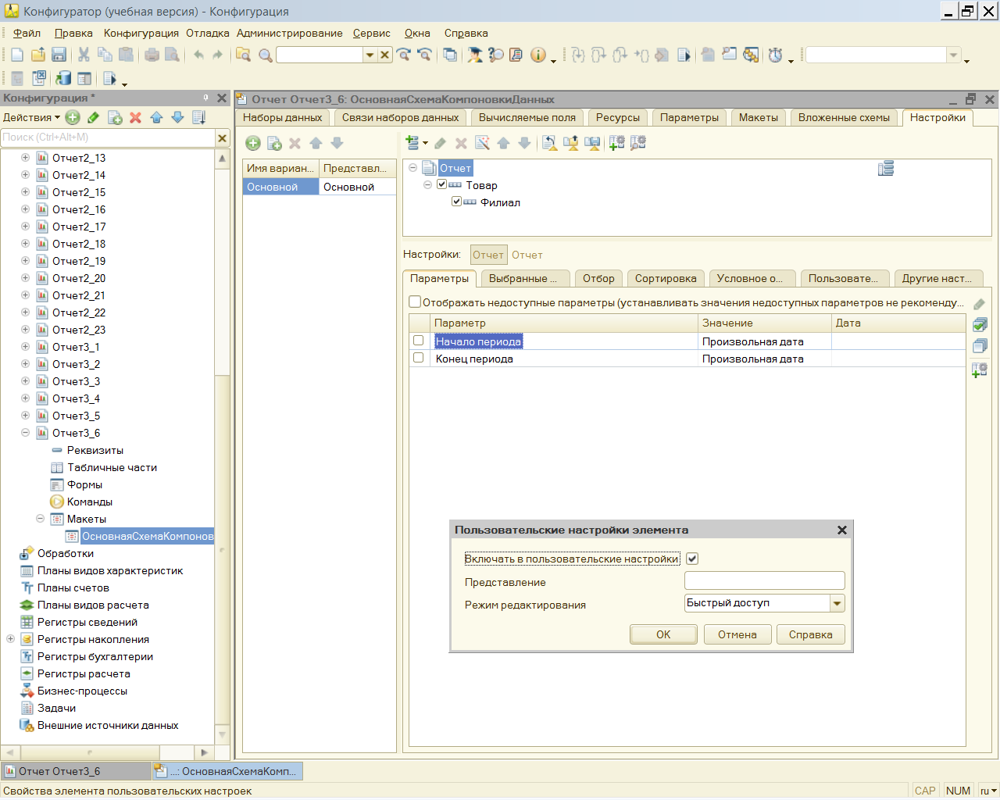 Конфигуратор (учебная версия) - Конфигурация
Файл Правка Конфигурация Отладка Администрирование Сервис Окна Справка
Конфигурация *
Действия
Поиск (Ctrl+Alt+M)
Отчет2_13
Отчет2_14
Отчет2_15
Отчет2_16
Отчет2_17
Отчет2_18
Отчет2_19
Отчет2_20
Отчет2_21
Отчет2_22
Отчет2_23
Отчет3_1
Отчет3_2
Отчет3_3
Отчет3_4
Отчет3_5
Отчет3_6
Реквизиты
Табличные части
Формы
Команды
Макеты
ОсновнаяСхемаКомпонов
Обработки
Планы видов характеристик
Планы счетов
Планы видов расчета
Регистры сведений
Регистры накопления
Регистры бухгалтерии
Регистры расчета
Бизнес-процессы
Задачи
Внешние источники данных
Отчет Отчет3_6: ОсновнаяСхемаКомпоновкиДанных
Наборы данных Связи наборов данных Вычисляемые поля Ресурсы Параметры Макеты Вложенные схемы Настройки
Имя вариан... Представл...
Основной Основной
Отчет
Товар
Филиал
Настройки: Отчет Отчет
Параметры Выбранные ... Отбор Сортировка Условное о... Пользовате... Другие наст...
Отображать недоступные параметры (устанавливать значения недоступных параметров не рекоменду...
Параметр Значение Дата
Начало периода Произвольная дата
Конец периода Произвольная дата
Пользовательские настройки элемента
Включать в пользовательские настройки
Представление
Режим редактирования Быстрый доступ
OK Отмена Справка
Отчет Отчет3_6 ...: ОсновнаяСхемаКомп...
Свойства элемента пользовательских настроек CAP NUM ru